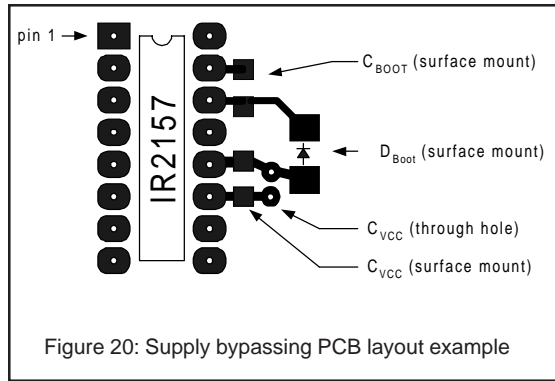 pin 1
IR2157
C BOOT (surface mount)
D Boot (surface mount)
C VCC (through hole)
C VCC (surface mount)
Figure 20: Supply bypassing PCB layout example